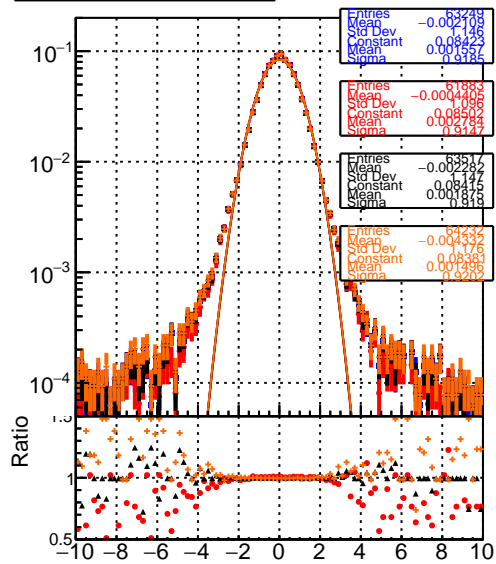 Entries 63249
Mean −0.002109
Std Dev 1.146
Constant 0.08423
Mean 0.001557
Sigma 0.9185
Entries 61883
Mean −0.0004405
Std Dev 1.096
Constant 0.08502
Mean 0.002784
Sigma 0.9147
Entries 63517
Mean −0.002282
Std Dev 1.147
Constant 0.08415
Mean 0.001875
Sigma 0.919
Entries 64232
Mean −0.004332
Std Dev 1.176
Constant 0.08381
Mean 0.001496
Sigma 0.9202
10−1
10−2
10−3
10−4
Ratio
1
0.5
−10 −8 −6 −4 −2 0 2 4 6 8 10